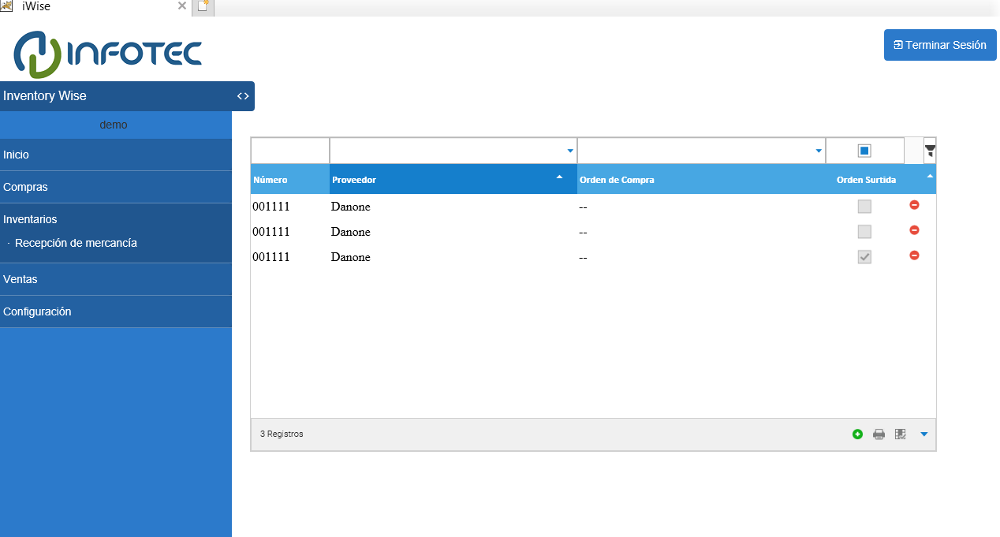 iWise
INFOTEC
Terminar Sesión
Inventory Wise
demo
Inicio
Compras
Inventarios
· Recepción de mercancía
Ventas
Configuración
Número Proveedor Orden de Compra Orden Surtida
001111 Danone --
001111 Danone --
001111 Danone --
3 Registros